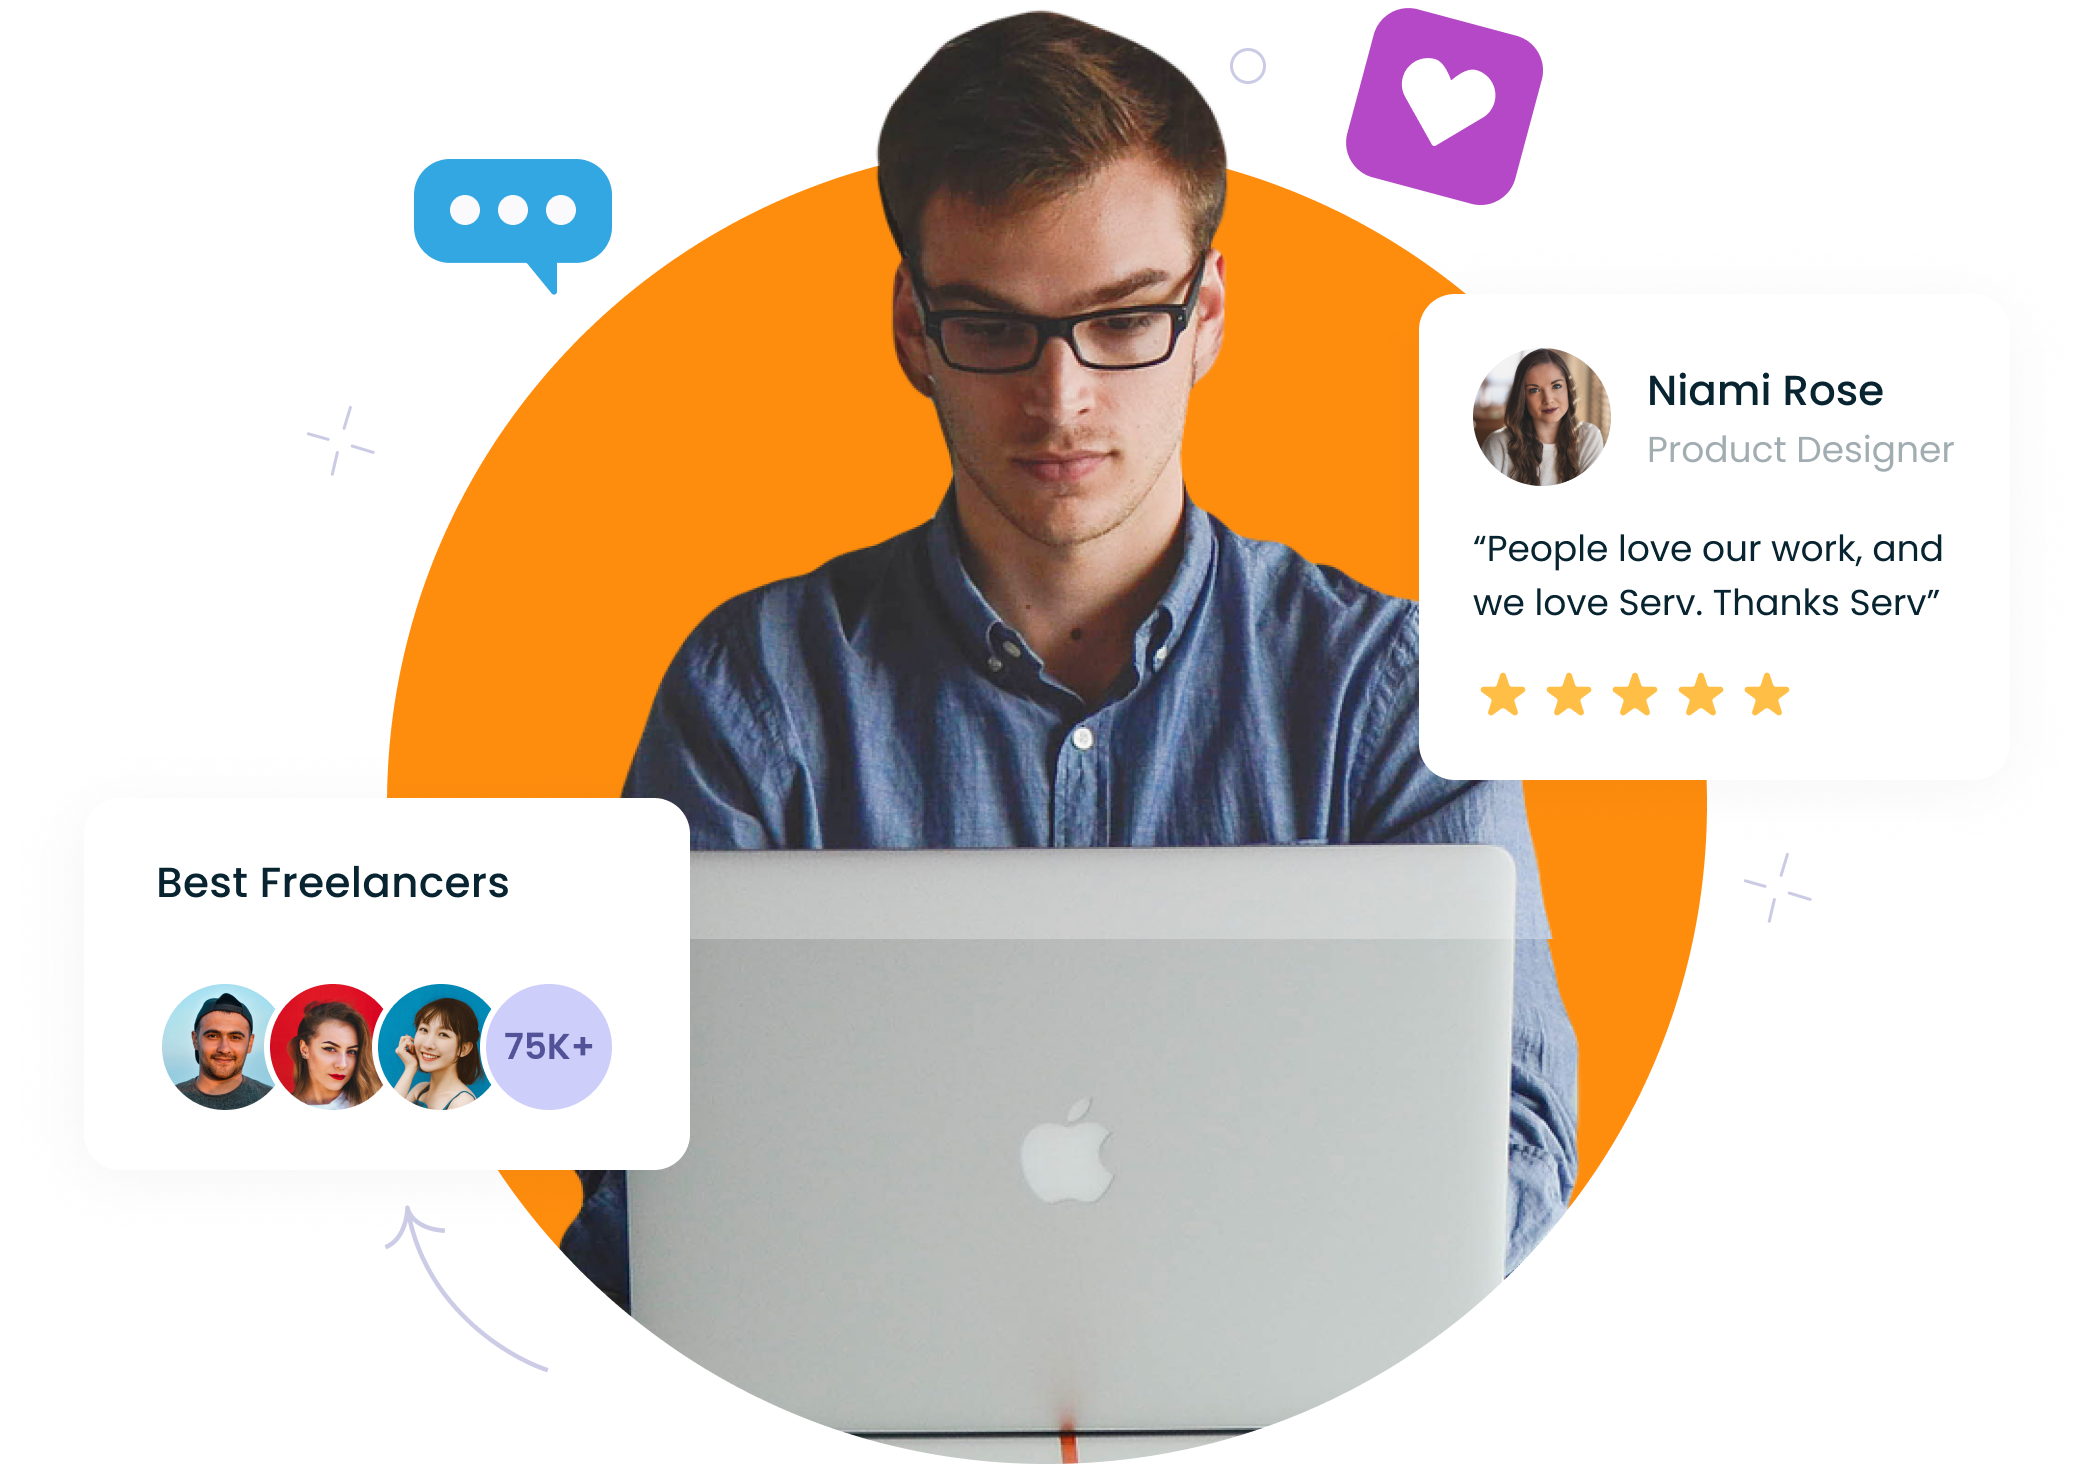 Niami Rose
Product Designer
“People love our work, and
we love Serv. Thanks Serv”
Best Freelancers
75K+